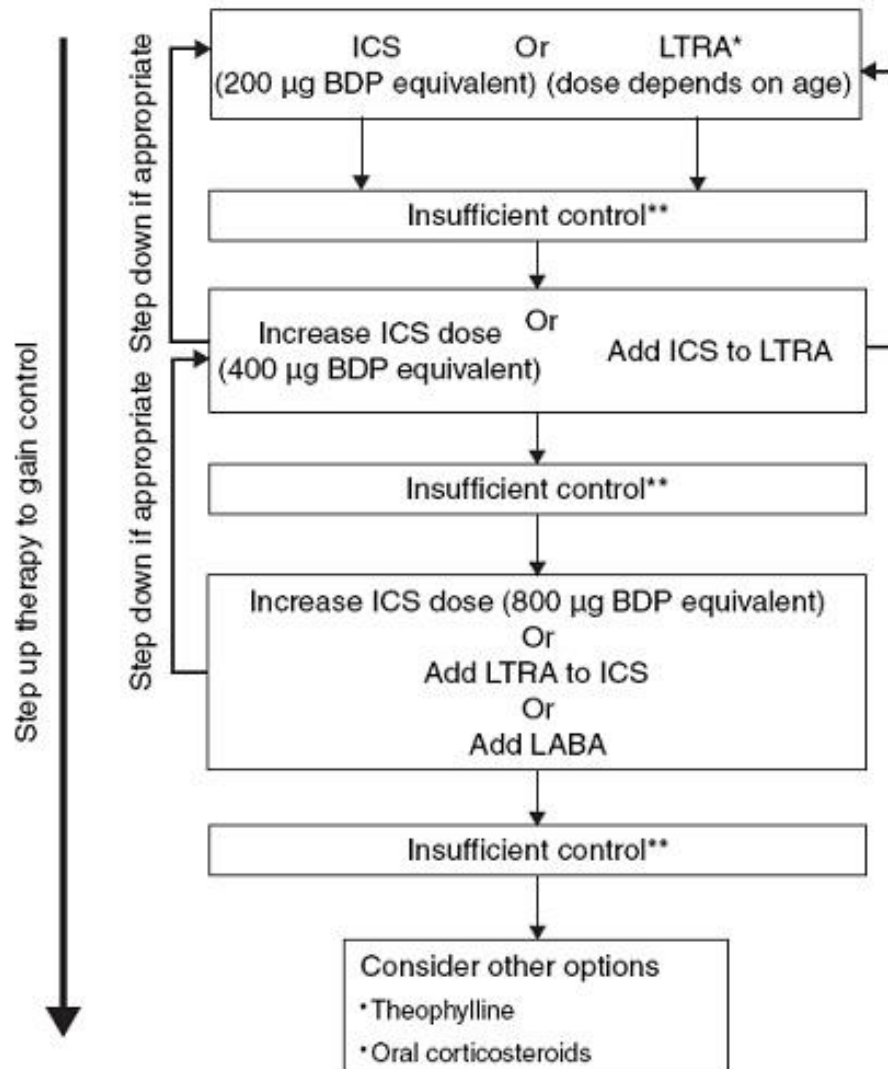 Step up therapy to gain control
Step down if appropriate
Step down if appropriate
ICS Or LTRA*
(200 µg BDP equivalent) (dose depends on age)
Insufficient control**
Or
Increase ICS dose
(400 µg BDP equivalent)
Add ICS to LTRA
Insufficient control**
Increase ICS dose (800 µg BDP equivalent)
Or
Add LTRA to ICS
Or
Add LABA
Insufficient control**
Consider other options
• Theophylline
• Oral corticosteroids